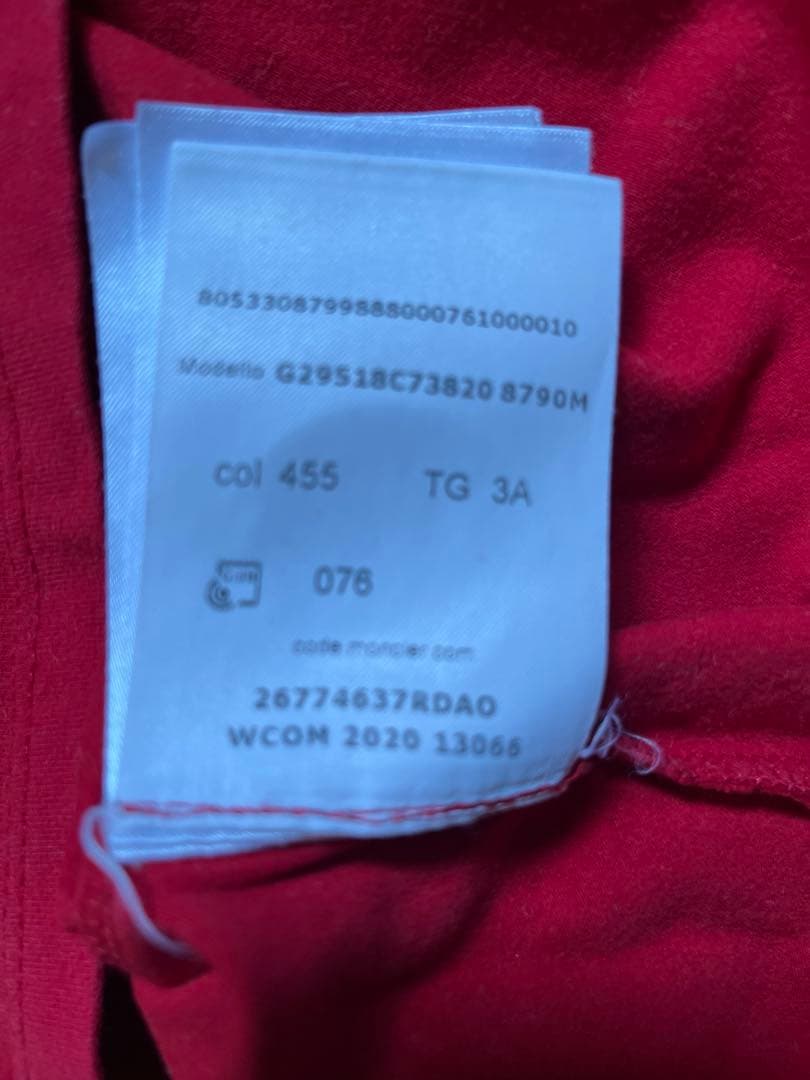 8053308799888000761000010
Modello G29518C73820 8790M
col 455 TG 3A
076
code.moncler.com
26774637RDAO
WCOM 2020 13066